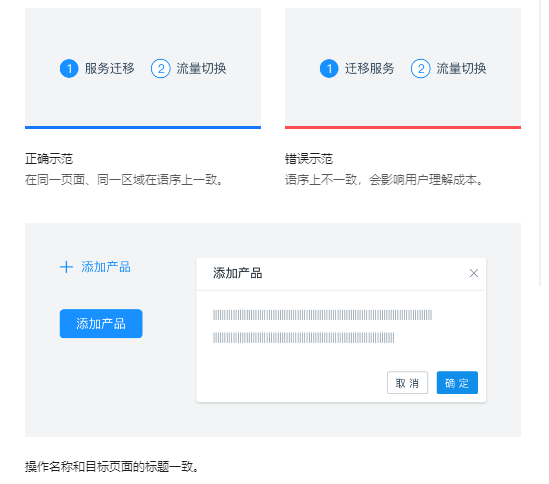 1 服务迁移 2 流量切换
1 迁移服务 2 流量切换
正确示范
在同一页面、同一区域在语序上一致。
错误示范
语序上不一致，会影响用户理解成本。
添加产品
添加产品
添加产品
取 消 确 定
操作名称和目标页面的标题一致。